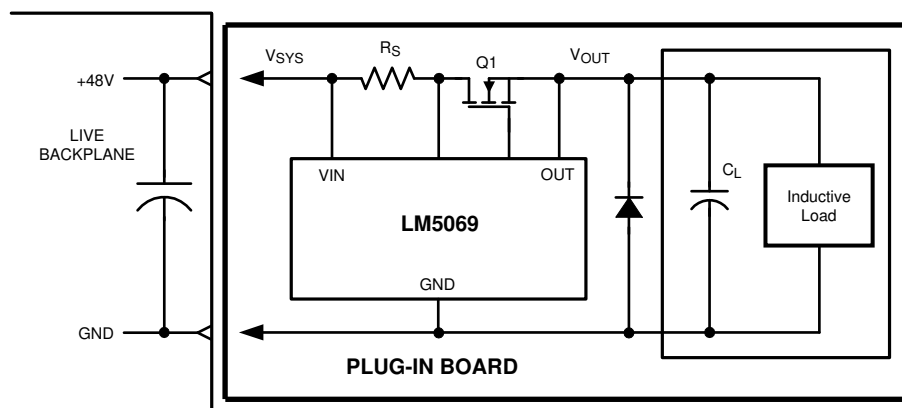 VSYS
RS
Q1
VOUT
+48V
LIVE
BACKPLANE
VIN
OUT
LM5069
GND
CL
Inductive
Load
GND
PLUG-IN BOARD